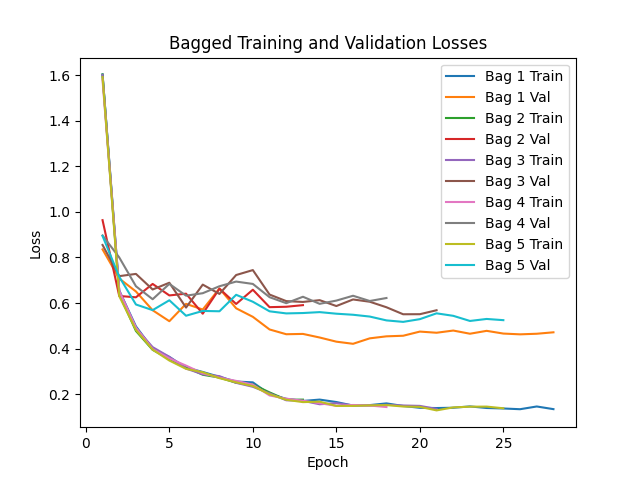 Bagged Training and Validation Losses
1.6
1.4
1.2
1.0
0.8
0.6
0.4
0.2
Loss
0
5
10
15
20
25
Epoch
Bag 1 Train
Bag 1 Val
Bag 2 Train
Bag 2 Val
Bag 3 Train
Bag 3 Val
Bag 4 Train
Bag 4 Val
Bag 5 Train
Bag 5 Val